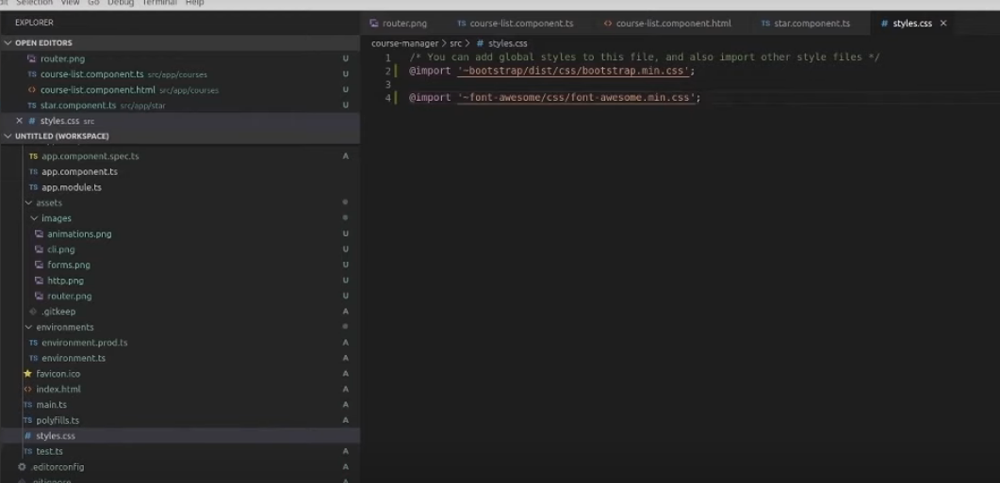 Selection View Go Debug Terminal Help
EXPLORER
OPEN EDITORS
router.png U
TS course-list.component.ts src/app/courses U
<> course-list.component.html src/app/courses U
TS star.component.ts src/app/star U
× # styles.css src
UNTITLED (WORKSPACE)
TS app.component.spec.ts A
TS app.component.ts
TS app.module.ts
assets
images
animations.png U
cli.png U
forms.png U
http.png U
router.png U
.gitkeep A
environments
TS environment.prod.ts A
TS environment.ts A
favicon.ico A
<> index.html A
TS main.ts A
TS polyfills.ts A
# styles.css
TS test.ts A
.editorconfig A
.gitignore A
router.png TS course-list.component.ts <> course-list.component.html TS star.component.ts # styles.css ×
course-manager > src > # styles.css
1 /* You can add global styles to this file, and also import other style files */
2 @import '~bootstrap/dist/css/bootstrap.min.css';
3
4 @import '~font-awesome/css/font-awesome.min.css';